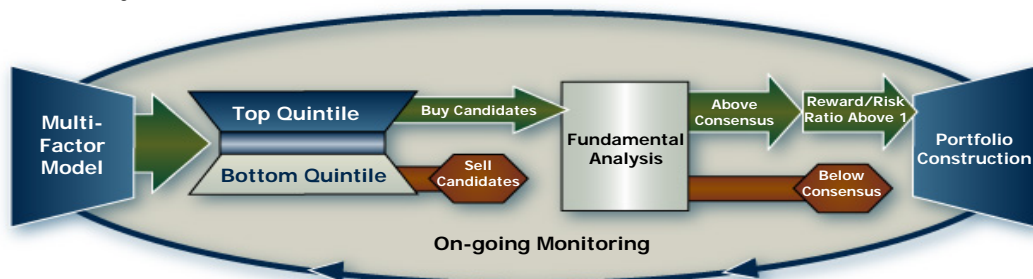 Multi-
Factor
Model
Top Quintile
Bottom Quintile
Buy Candidates
Sell
Candidates
Fundamental
Analysis
Above
Consensus
Reward/Risk
Ratio Above 1
Below
Consensus
Portfolio
Construction
On-going Monitoring